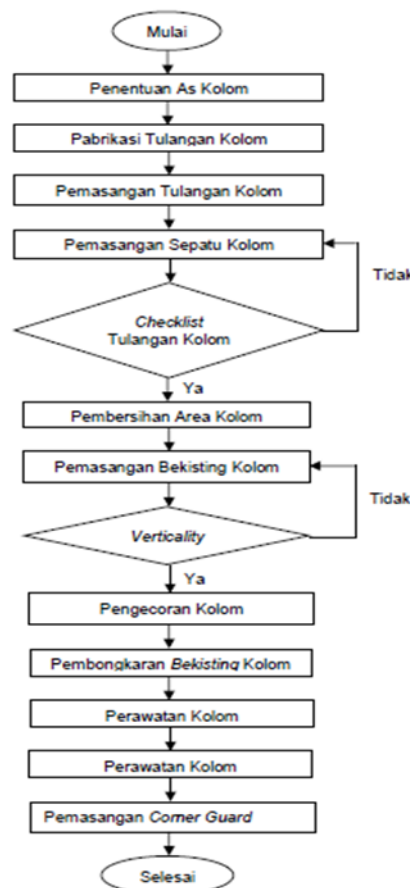 Mulai
Penentuan As Kolom
Pabrikasi Tulangan Kolom
Pemasangan Tulangan Kolom
Pemasangan Sepatu Kolom
Tidak
Checklist
Tulangan Kolom
Ya
Pembersihan Area Kolom
Pemasangan Bekisting Kolom
Tidak
Verticality
Ya
Pengecoran Kolom
Pembongkaran Bekisting Kolom
Perawatan Kolom
Perawatan Kolom
Pemasangan Corner Guard
Selesai